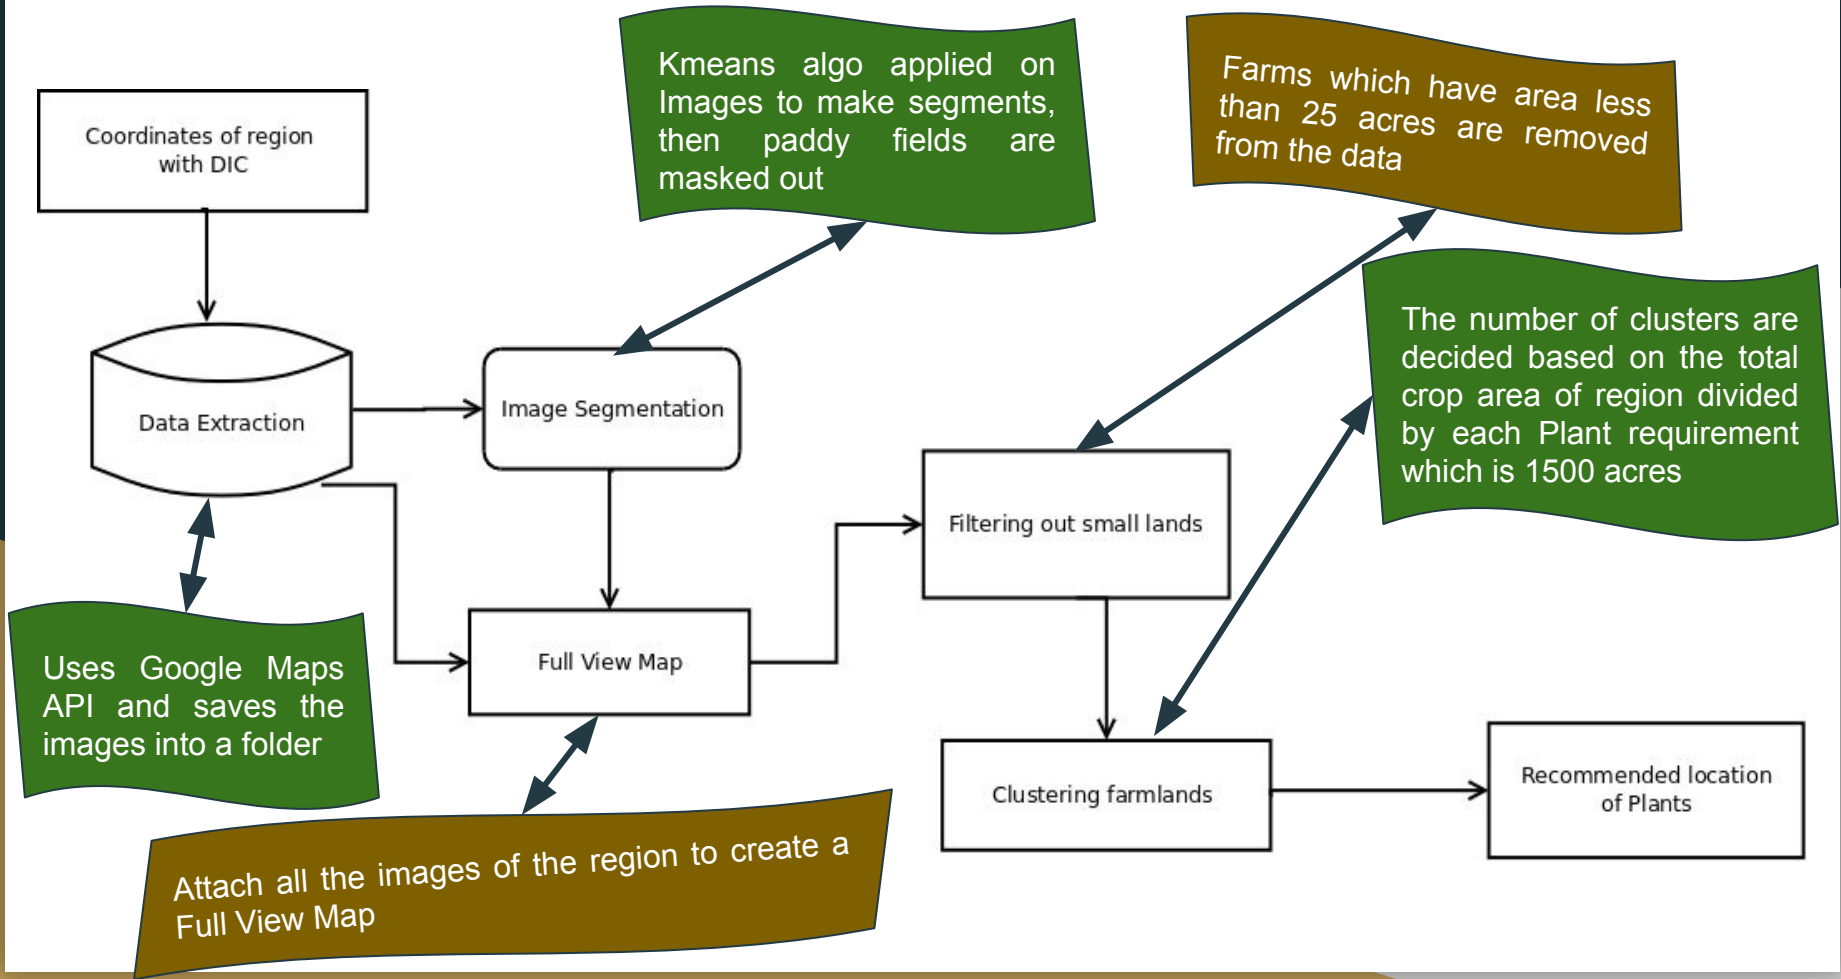 Kmeans algo applied on
Images to make segments,
then paddy fields are
masked out
Farms which have area less
than 25 acres are removed
from the data
Coordinates of region
with DIC
The number of clusters are
decided based on the total
crop area of region divided
by each Plant requirement
which is 1500 acres
Data Extraction
Image Segmentation
Filtering out small lands
Uses Google Maps
API and saves the
images into a folder
Full View Map
Clustering farmlands
Recommended location
of Plants
Attach all the images of the region to create a
Full View Map